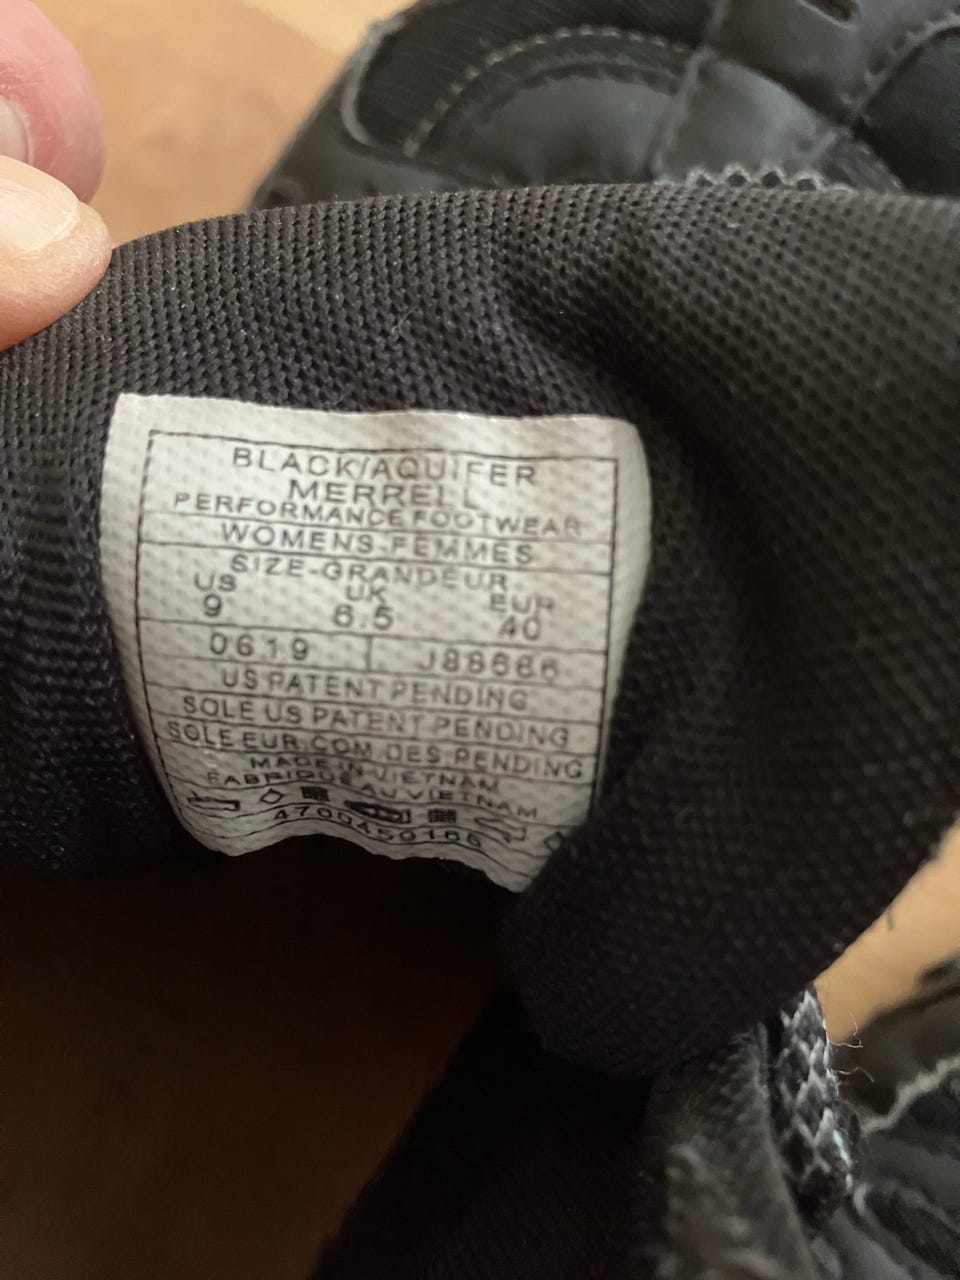 BLACK/AQUIFER
MERRELL
PERFORMANCE FOOTWEAR
WOMENS-FEMMES
SIZE-GRANDEUR
US UK EUR
9 6.5 40
0619 J88666
US PATENT PENDING
SOLE US PATENT PENDING
SOLE EUR.COM.DES.PENDING
MADE IN VIETNAM
FABRIQUE AU VIETNAM
4700459166